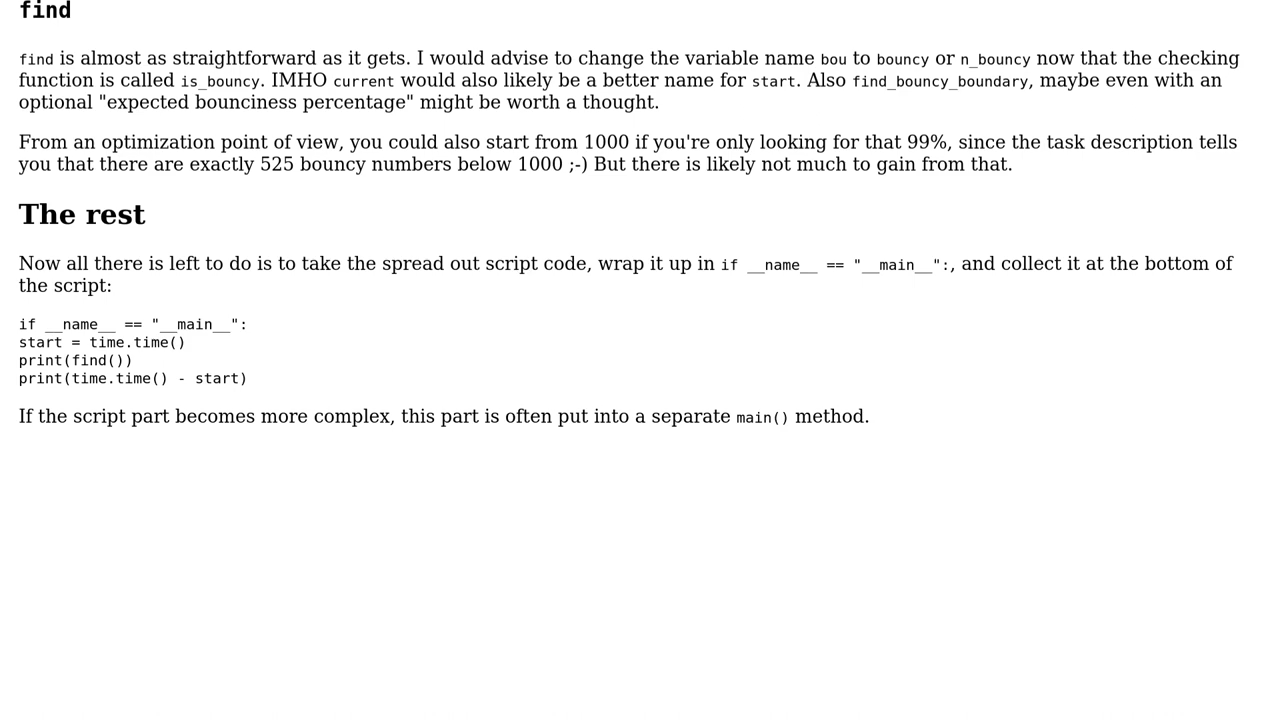 find
find is almost as straightforward as it gets. I would advise to change the variable name bou to bouncy or n_bouncy now that the checking
function is called is_bouncy. IMHO current would also likely be a better name for start. Also find_bouncy_boundary, maybe even with an
optional "expected bounciness percentage" might be worth a thought.
From an optimization point of view, you could also start from 1000 if you're only looking for that 99%, since the task description tells
you that there are exactly 525 bouncy numbers below 1000 ;-) But there is likely not much to gain from that.
The rest
Now all there is left to do is to take the spread out script code, wrap it up in if __name__ == "__main__":, and collect it at the bottom of
the script:
if __name__ == "__main__":
start = time.time()
print(find())
print(time.time() - start)
If the script part becomes more complex, this part is often put into a separate main() method.